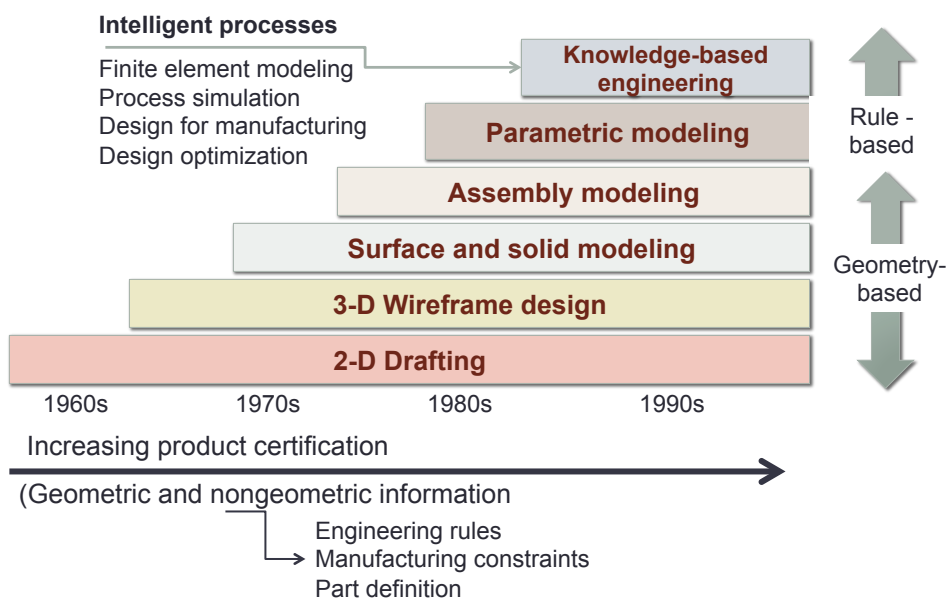 Intelligent processes
Finite element modeling
Process simulation
Design for manufacturing
Design optimization
Knowledge-based
engineering
Parametric modeling
Assembly modeling
Surface and solid modeling
3-D Wireframe design
2-D Drafting
Rule -
based
Geometry-
based
1960s 1970s 1980s 1990s
Increasing product certification
(Geometric and nongeometric information
Engineering rules
Manufacturing constraints
Part definition